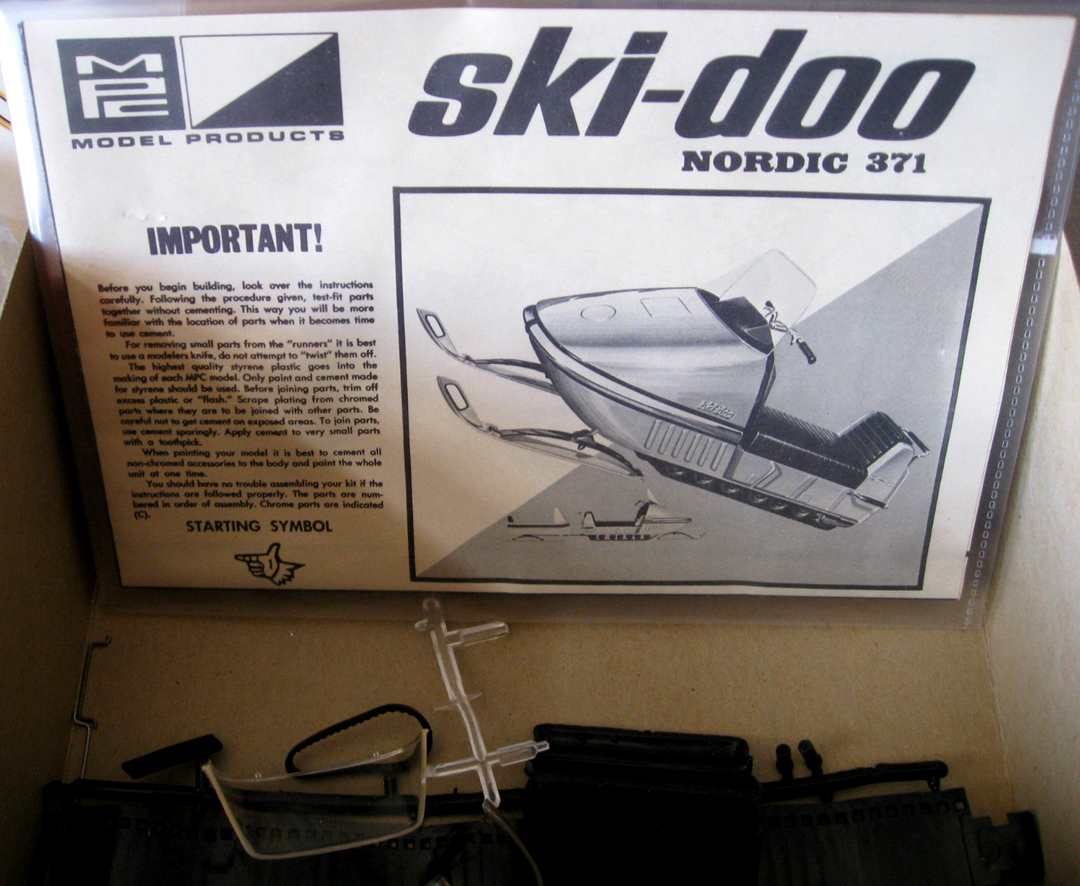 MPC
MODEL PRODUCTS
ski-doo
NORDIC 371
IMPORTANT!
Before you begin building, look over the instructions
carefully. Following the procedure given, test-fit parts
together without cementing. This way you will be more
familiar with the location of parts when it becomes time
to use cement.
For removing small parts from the "runners" it is best
to use a modelers knife, do not attempt to "twist" them off.
The highest quality styrene plastic goes into the
making of each MPC model. Only paint and cement made
for styrene should be used. Before joining parts, trim off
excess plastic or "flash." Scrape plating from chromed
parts where they are to be joined with other parts. Be
careful not to get cement on exposed areas. To join parts,
use cement sparingly. Apply cement to very small parts
with a toothpick.
When painting your model it is best to cement all
non-chromed accessories to the body and paint the whole
unit at one time.
You should have no trouble assembling your kit if the
instructions are followed properly. The parts are num-
bered in order of assembly. Chrome parts are indicated
(C).
STARTING SYMBOL
ski-doo